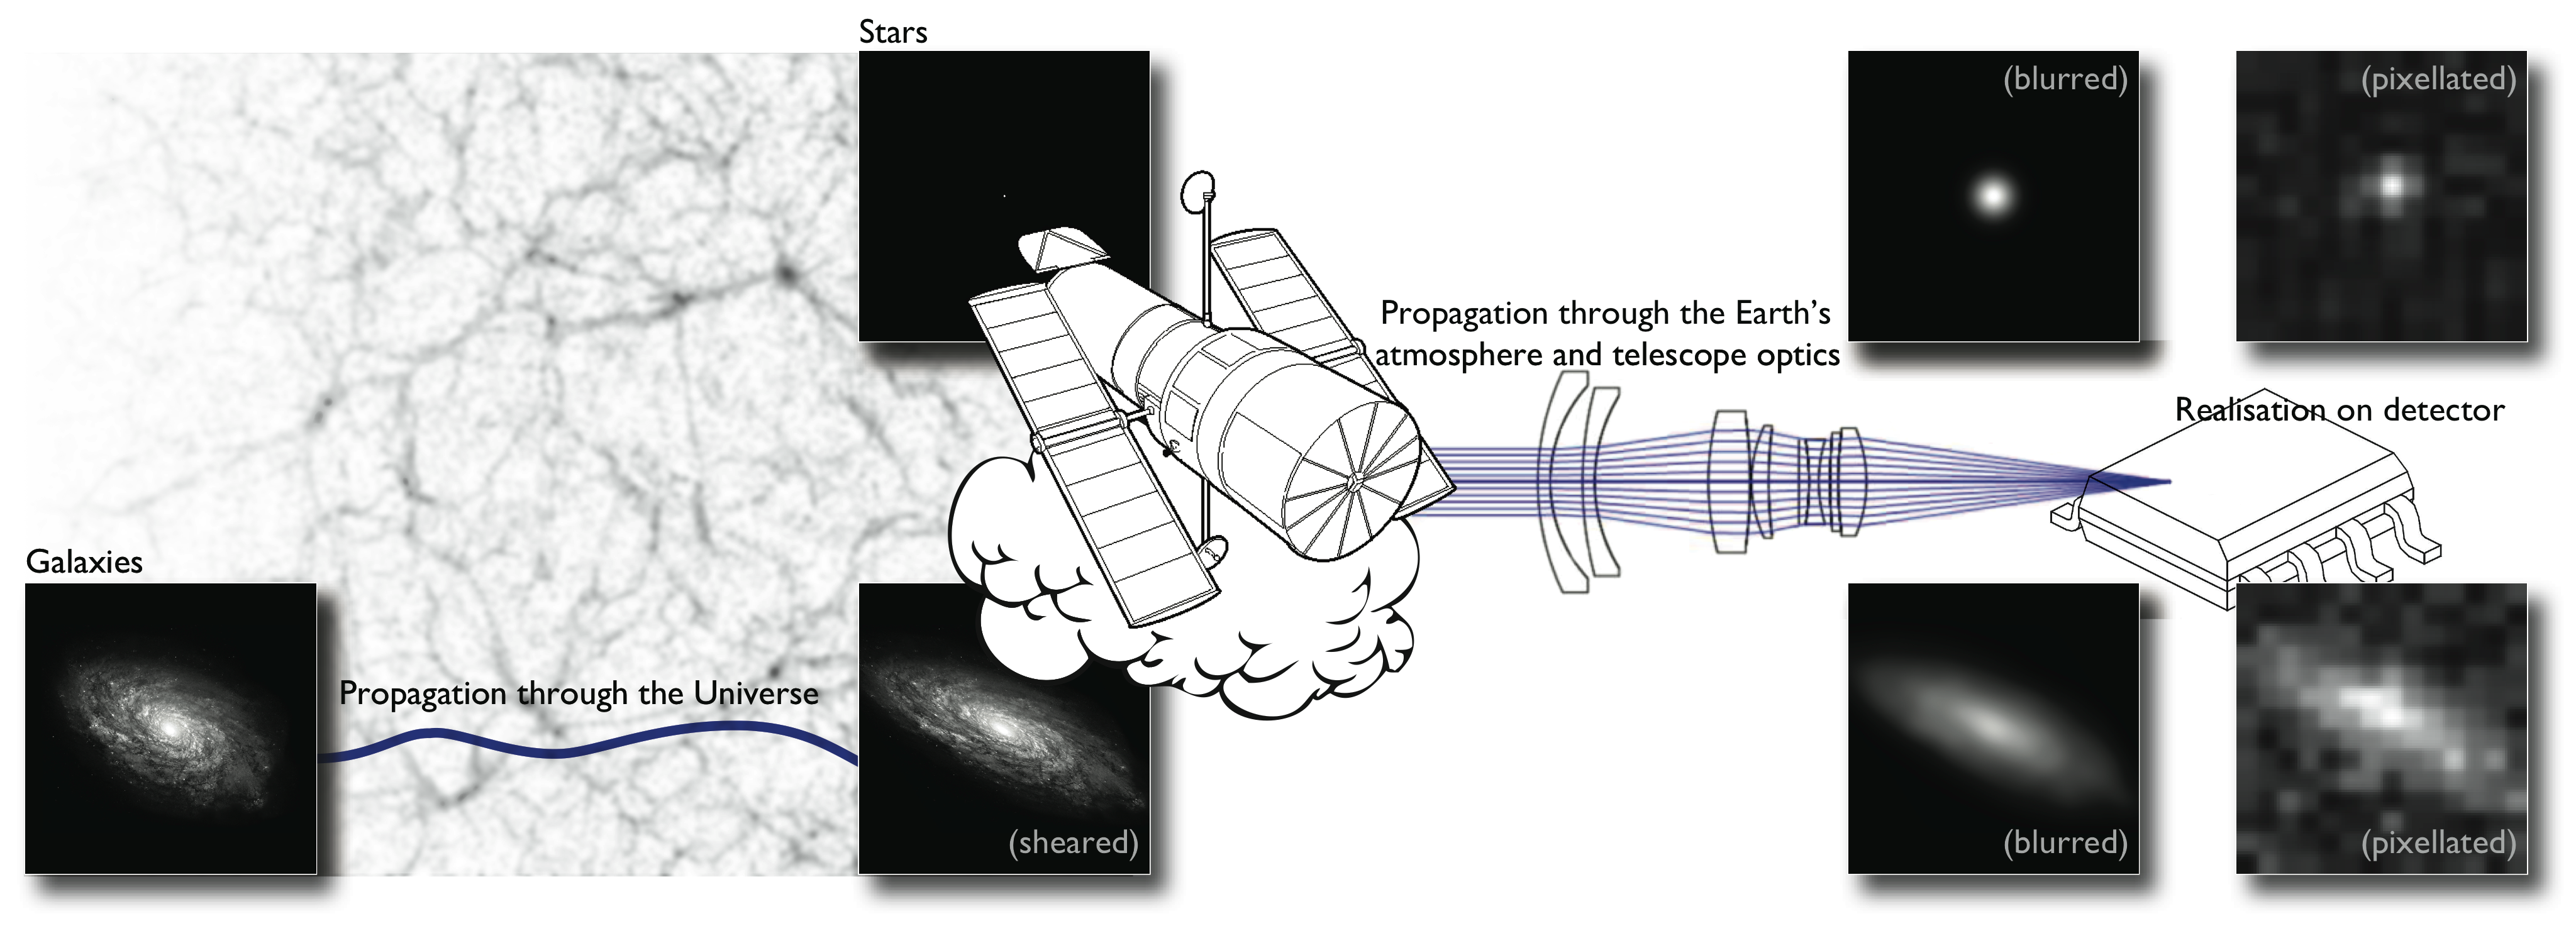 Stars
(blurred)
(pixellated)
Propagation through the Earth's
atmosphere and telescope optics
Realisation on detector
Galaxies
Propagation through the Universe
(sheared)
(blurred)
(pixellated)